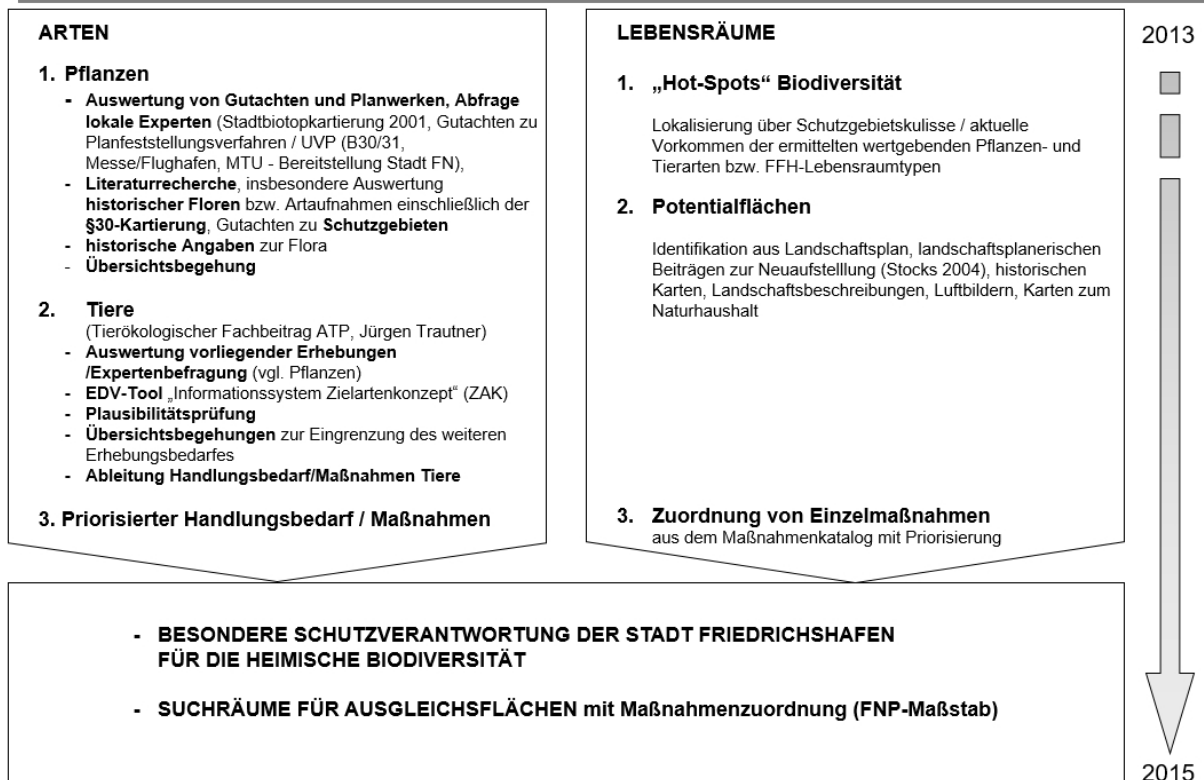 ARTEN
1. Pflanzen
- Auswertung von Gutachten und Planwerken, Abfrage
lokale Experten (Stadtbiotopkartierung 2001, Gutachten zu
Planfeststellungsverfahren / UVP (B30/31,
Messe/Flughafen, MTU - Bereitstellung Stadt FN),
- Literaturrecherche, insbesondere Auswertung
historischer Floren bzw. Artaufnahmen einschließlich der
§30-Kartierung, Gutachten zu Schutzgebieten
- historische Angaben zur Flora
- Übersichtsbegehung
2. Tiere
(Tierökologischer Fachbeitrag ATP, Jürgen Trautner)
- Auswertung vorliegender Erhebungen
/Expertenbefragung (vgl. Pflanzen)
- EDV-Tool „Informationssystem Zielartenkonzept“ (ZAK)
- Plausibilitätsprüfung
- Übersichtsbegehungen zur Eingrenzung des weiteren
Erhebungsbedarfes
- Ableitung Handlungsbedarf/Maßnahmen Tiere
3. Priorisierter Handlungsbedarf / Maßnahmen
LEBENSRÄUME
1. „Hot-Spots“ Biodiversität
Lokalisierung über Schutzgebietskulisse / aktuelle
Vorkommen der ermittelten wertgebenden Pflanzen- und
Tierarten bzw. FFH-Lebensraumtypen
2. Potentialflächen
Identifikation aus Landschaftsplan, landschaftsplanerischen
Beiträgen zur Neuaufstelllung (Stocks 2004), historischen
Karten, Landschaftsbeschreibungen, Luftbildern, Karten zum
Naturhaushalt
3. Zuordnung von Einzelmaßnahmen
aus dem Maßnahmenkatalog mit Priorisierung
2013
- BESONDERE SCHUTZVERANTWORTUNG DER STADT FRIEDRICHSHAFEN
FÜR DIE HEIMISCHE BIODIVERSITÄT
- SUCHRÄUME FÜR AUSGLEICHSFLÄCHEN mit Maßnahmenzuordnung (FNP-Maßstab)
2015